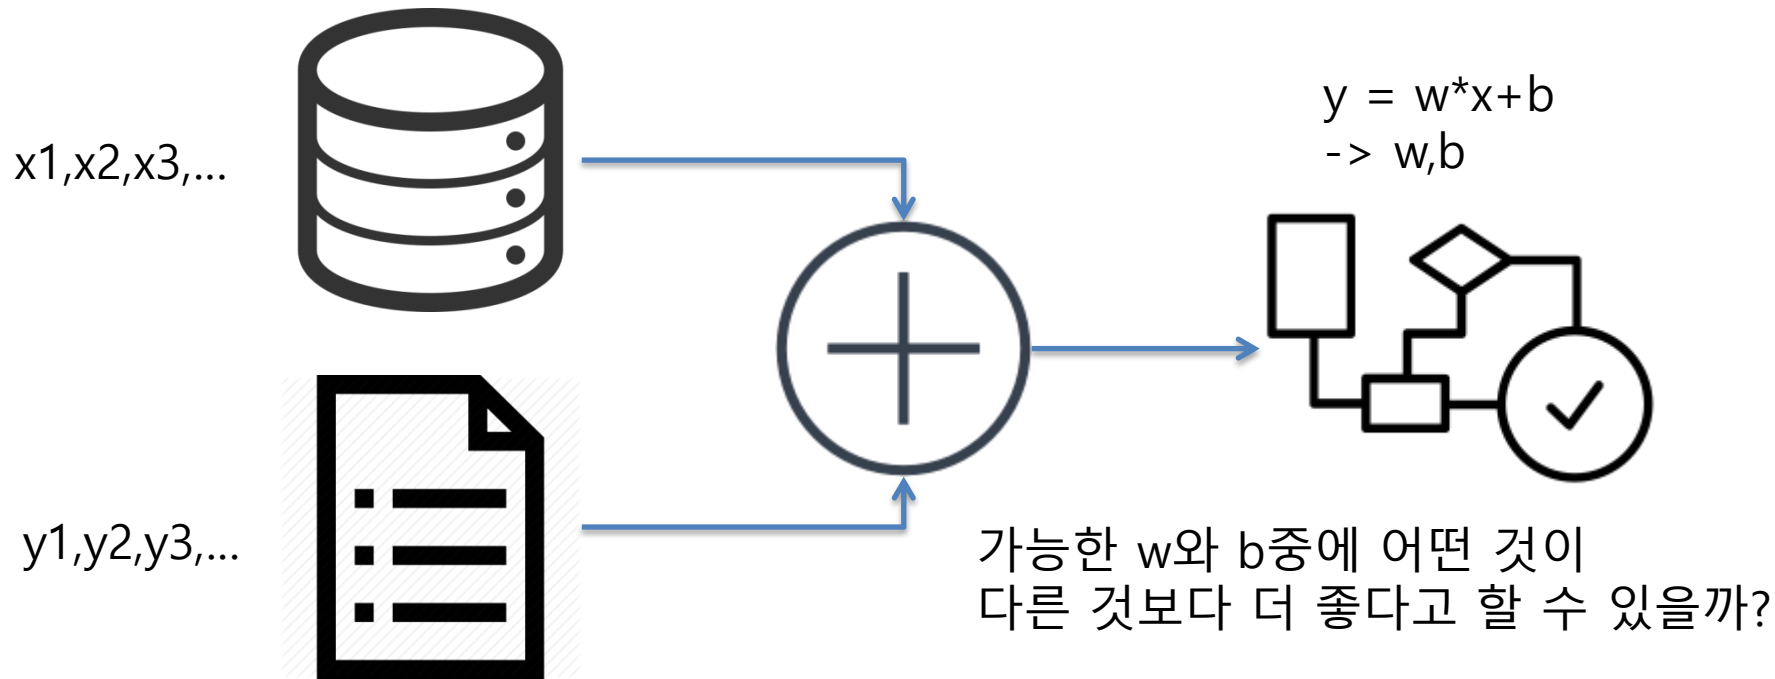 x1,x2,x3,...
y = w*x+b
-> w,b
y1,y2,y3,...
가능한 w와 b중에 어떤 것이
다른 것보다 더 좋다고 할 수 있을까?